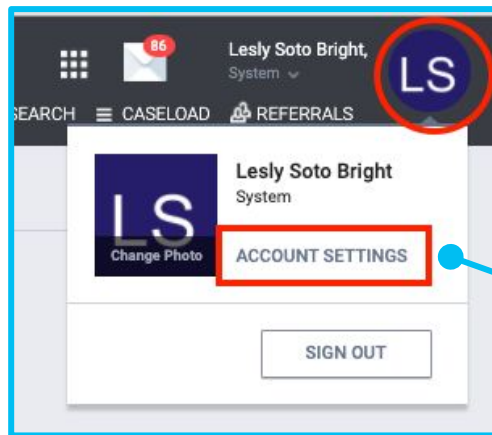 86
Lesly Soto Bright,
System
LS
SEARCH CASELOAD REFERRALS
LS
Change Photo
Lesly Soto Bright
System
ACCOUNT SETTINGS
SIGN OUT